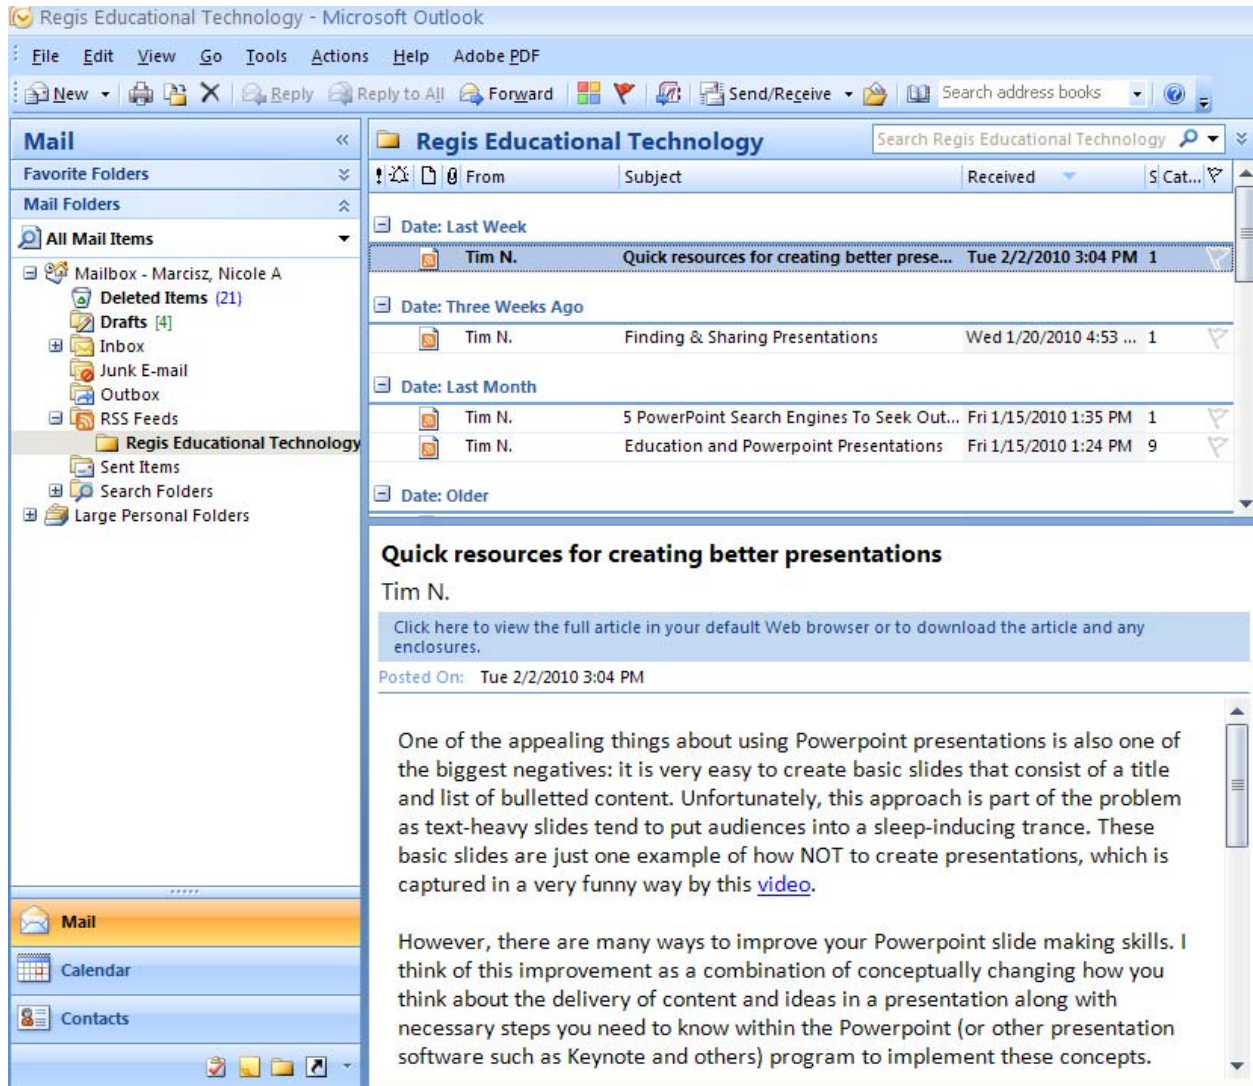 Regis Educational Technology - Microsoft Outlook
File Edit View Go Tools Actions Help Adobe PDF
New Reply Reply to All Forward Send/Receive Search address books
Mail
Favorite Folders
Mail Folders
All Mail Items
Mailbox - Marcisz, Nicole A
Deleted Items (21)
Drafts [4]
Inbox
Junk E-mail
Outbox
RSS Feeds
Regis Educational Technology
Sent Items
Search Folders
Large Personal Folders
Mail
Calendar
Contacts
Regis Educational Technology Search Regis Educational Technology
From Subject Received S Cat...
Date: Last Week
Tim N. Quick resources for creating better prese... Tue 2/2/2010 3:04 PM 1
Date: Three Weeks Ago
Tim N. Finding & Sharing Presentations Wed 1/20/2010 4:53 ... 1
Date: Last Month
Tim N. 5 PowerPoint Search Engines To Seek Out... Fri 1/15/2010 1:35 PM 1
Tim N. Education and Powerpoint Presentations Fri 1/15/2010 1:24 PM 9
Date: Older
Quick resources for creating better presentations
Tim N.
Click here to view the full article in your default Web browser or to download the article and any
enclosures.
Posted On: Tue 2/2/2010 3:04 PM
One of the appealing things about using Powerpoint presentations is also one of
the biggest negatives: it is very easy to create basic slides that consist of a title
and list of bulletted content. Unfortunately, this approach is part of the problem
as text-heavy slides tend to put audiences into a sleep-inducing trance. These
basic slides are just one example of how NOT to create presentations, which is
captured in a very funny way by this video.
However, there are many ways to improve your Powerpoint slide making skills. I
think of this improvement as a combination of conceptually changing how you
think about the delivery of content and ideas in a presentation along with
necessary steps you need to know within the Powerpoint (or other presentation
software such as Keynote and others) program to implement these concepts.